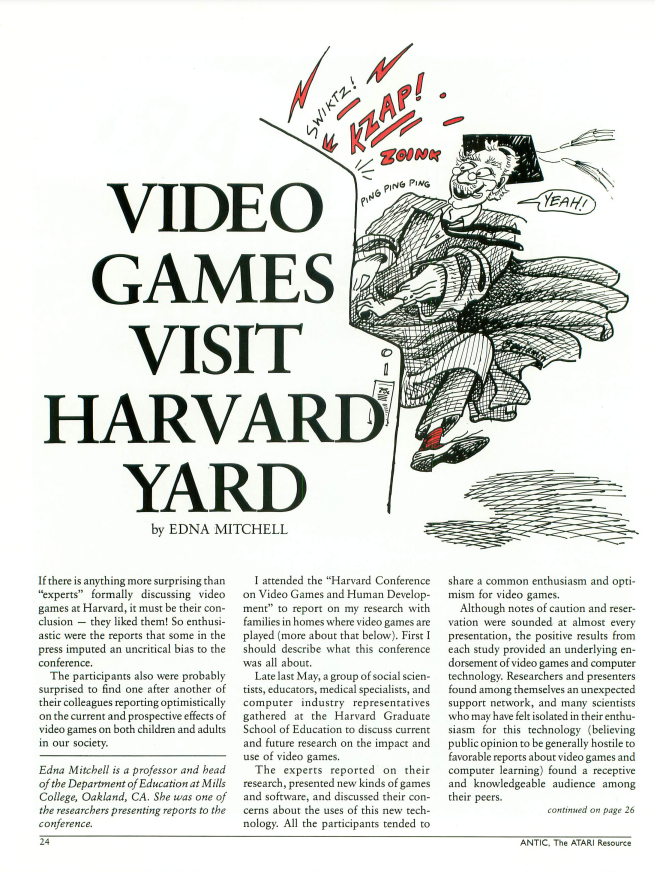 SWIKTZ!
KZAP!
ZOINK
PING PING PING
YEAH!
VIDEO
GAMES
VISIT
HARVARD
YARD
by EDNA MITCHELL
If there is anything more surprising than
“experts” formally discussing video
games at Harvard, it must be their con-
clusion — they liked them! So enthusi-
astic were the reports that some in the
press imputed an uncritical bias to the
conference.
The participants also were probably
surprised to find one after another of
their colleagues reporting optimistically
on the current and prospective effects of
video games on both children and adults
in our society.
Edna Mitchell is a professor and head
of the Department of Education at Mills
College, Oakland, CA. She was one of
the researchers presenting reports to the
conference.
I attended the “Harvard Conference
on Video Games and Human Develop-
ment” to report on my research with
families in homes where video games are
played (more about that below). First I
should describe what this conference
was all about.
Late last May, a group of social scien-
tists, educators, medical specialists, and
computer industry representatives
gathered at the Harvard Graduate
School of Education to discuss current
and future research on the impact and
use of video games.
The experts reported on their
research, presented new kinds of games
and software, and discussed their con-
cerns about the uses of this new tech-
nology. All the participants tended to
share a common enthusiasm and opti-
mism for video games.
Although notes of caution and reser-
vation were sounded at almost every
presentation, the positive results from
each study provided an underlying en-
dorsement of video games and computer
technology. Researchers and presenters
found among themselves an unexpected
support network, and many scientists
who may have felt isolated in their enthu-
siasm for this technology (believing
public opinion to be generally hostile to
favorable reports about video games and
computer learning) found a receptive
and knowledgeable audience among
their peers.
continued on page 26
24
ANTIC, The ATARI Resource